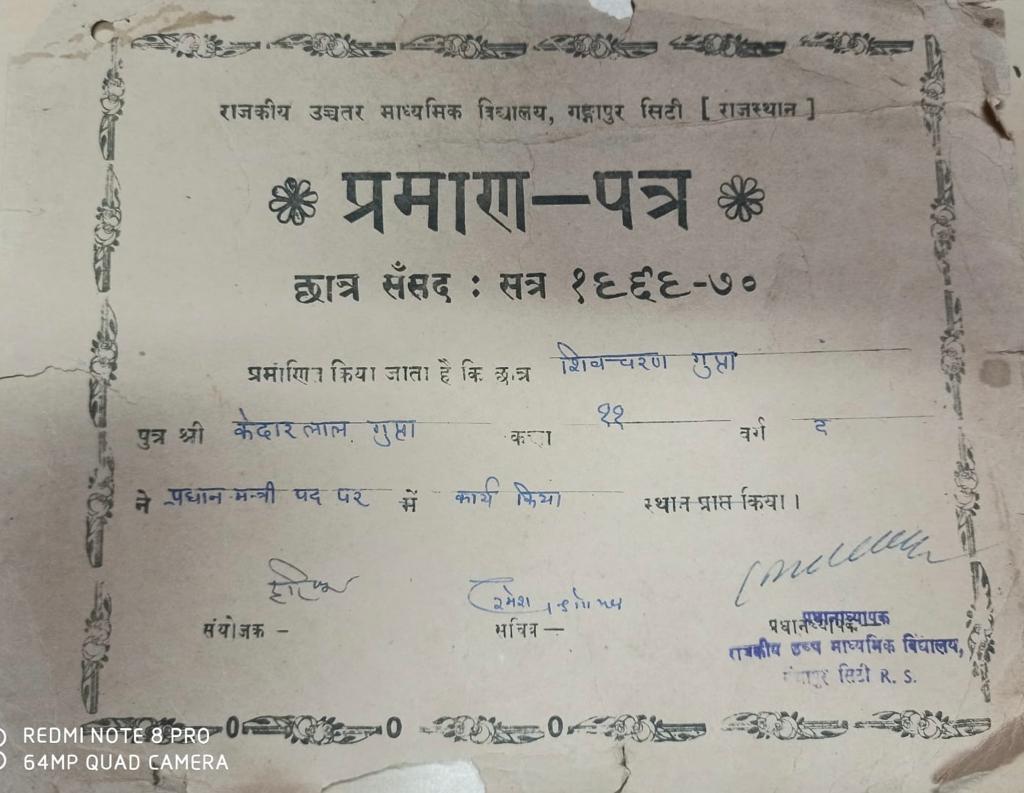 राजकीय उच्चतर माध्यमिक विद्यालय, गङ्गापुर सिटी [ राजस्थान ]
प्रमाण-पत्र
छात्र सँसद : सत्र १९६९-७०
प्रमाणित किया जाता है कि छात्र शिवचरण गुप्ता
पुत्र श्री केदारलाल गुप्ता कक्षा ११ वर्ग द
ने प्रधान मन्त्री पद पर में कार्य किया स्थान प्राप्त किया।
रमेश
संयोजक - सचिव - प्रधानाध्यापक
प्रधानाध्यापक
राजकीय उच्च माध्यमिक विद्यालय,
गंगापुर सिटी R. S.
REDMI NOTE 8 PRO
64MP QUAD CAMERA